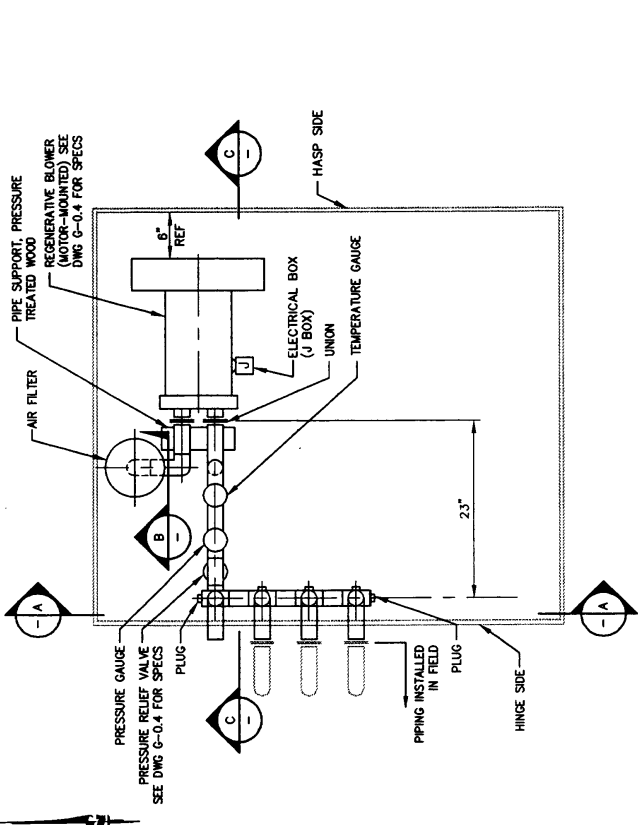 AIR FILTER
PIPE SUPPORT, PRESSURE
TREATED WOOD
REGENERATIVE BLOWER
(MOTOR-MOUNTED) SEE
DWG G-0.4 FOR SPECS
C
-
HASP SIDE
6"
REF
J
ELECTRICAL BOX
(J BOX)
UNION
TEMPERATURE GAUGE
B
-
23"
A
-
A
-
PRESSURE GAUGE
PRESSURE RELIEF VALVE
SEE DWG G-0.4 FOR SPECS
PLUG
C
-
PIPING INSTALLED
IN FIELD
PLUG
HINGE SIDE